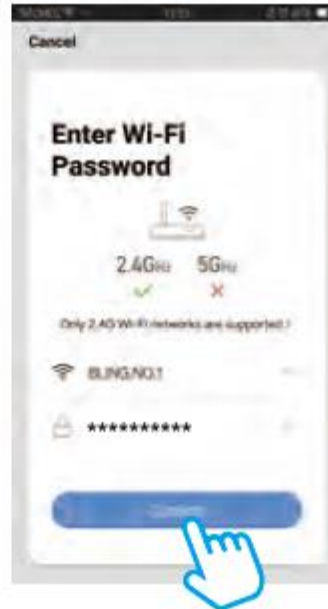 Cancel
Enter Wi-Fi
Password
2.4GHz 5GHz
Only 2.4G Wi-Fi networks are supported
BLING.NO.1
**********